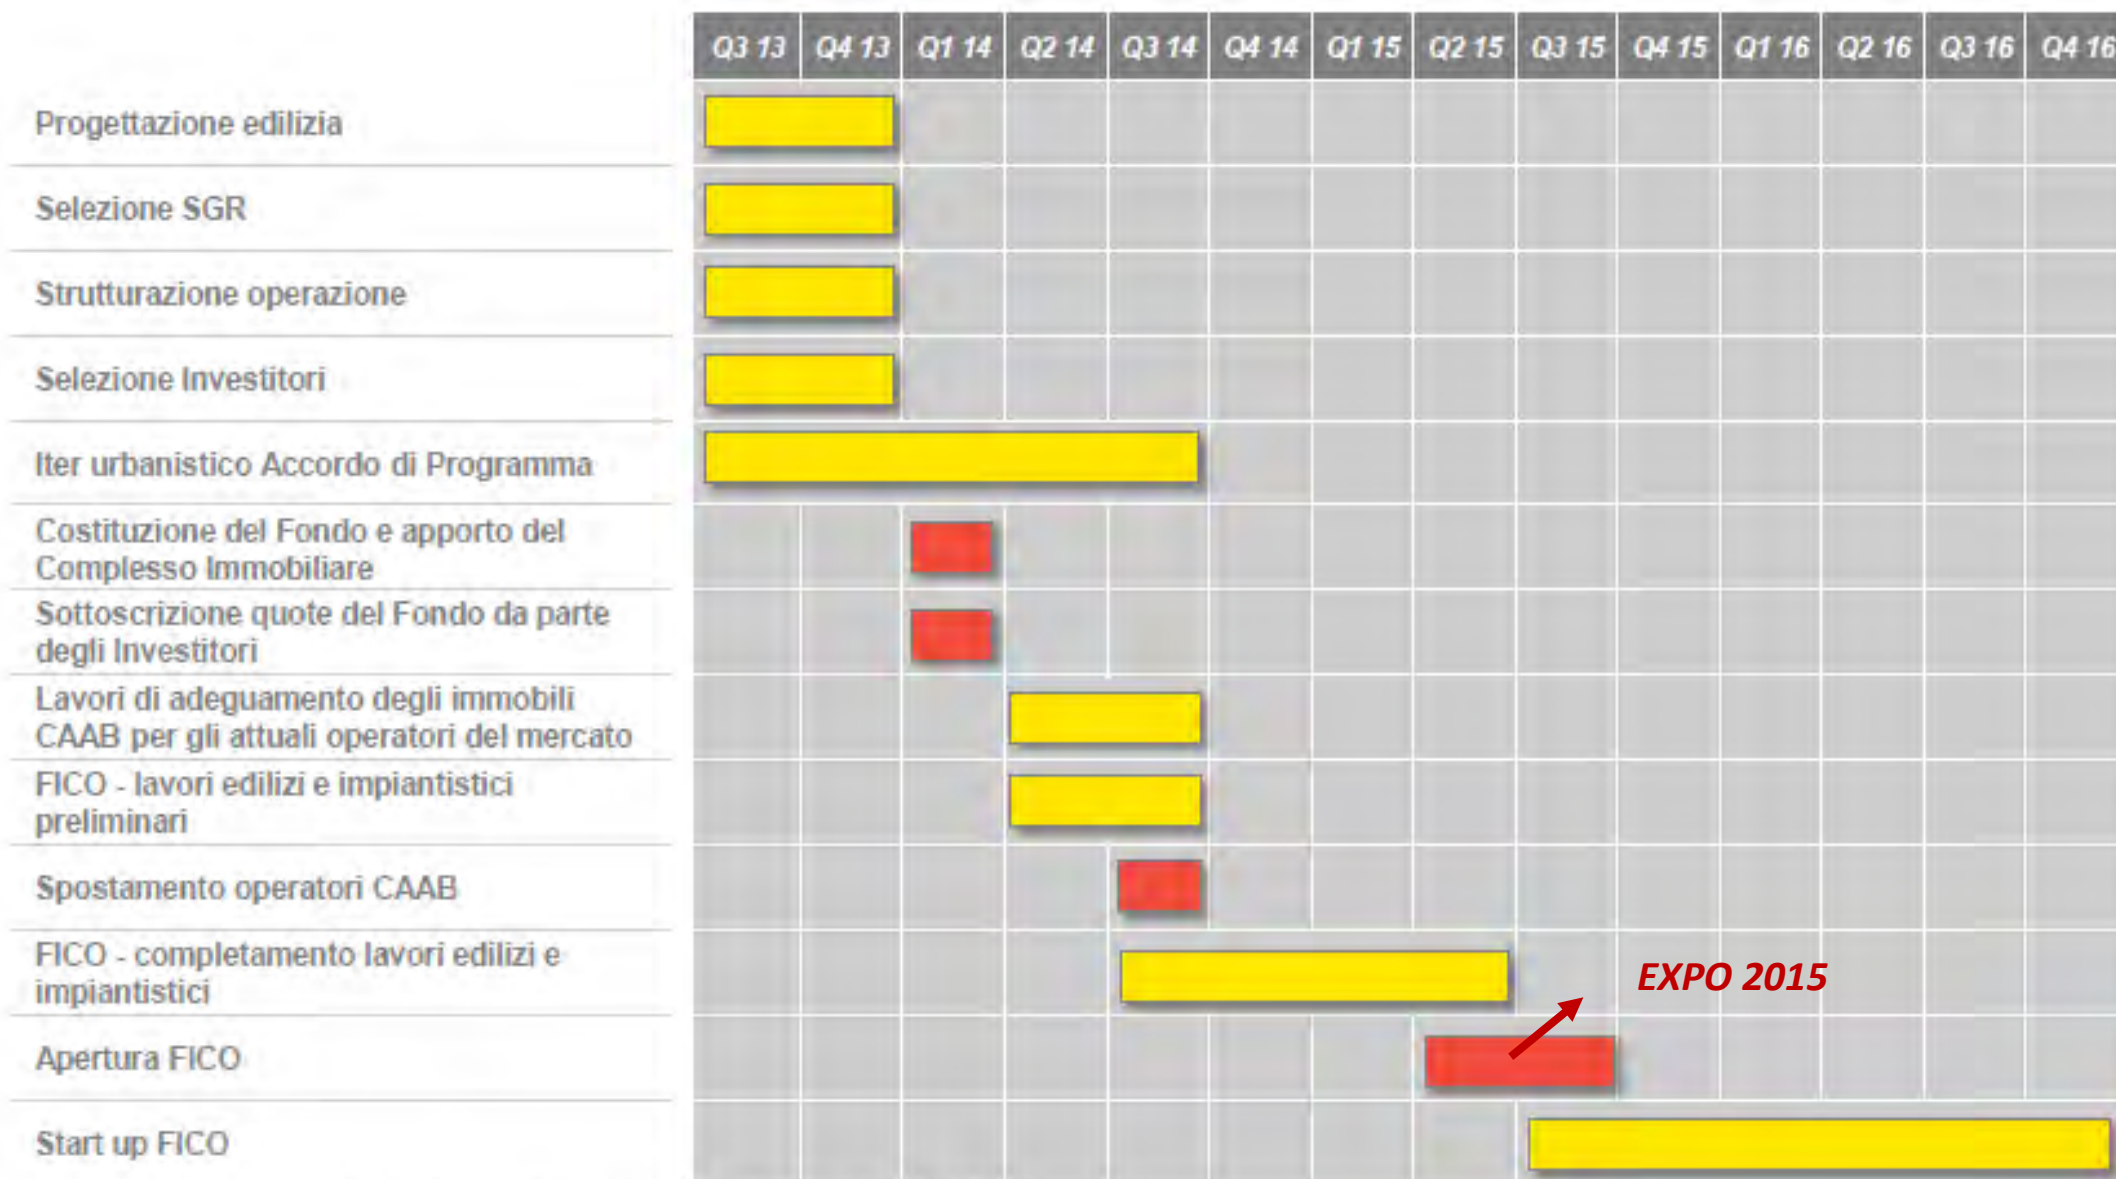 Q3 13 Q4 13 Q1 14 Q2 14 Q3 14 Q4 14 Q1 15 Q2 15 Q3 15 Q4 15 Q1 16 Q2 16 Q3 16 Q4 16
Progettazione edilizia
Selezione SGR
Strutturazione operazione
Selezione Investitori
Iter urbanistico Accordo di Programma
Costituzione del Fondo e apporto del
Complesso Immobiliare
Sottoscrizione quote del Fondo da parte
degli Investitori
Lavori di adeguamento degli immobili
CAAB per gli attuali operatori del mercato
FICO - lavori edilizi e impiantistici
preliminari
Spostamento operatori CAAB
FICO - completamento lavori edilizi e
impiantistici
EXPO 2015
Apertura FICO
Start up FICO